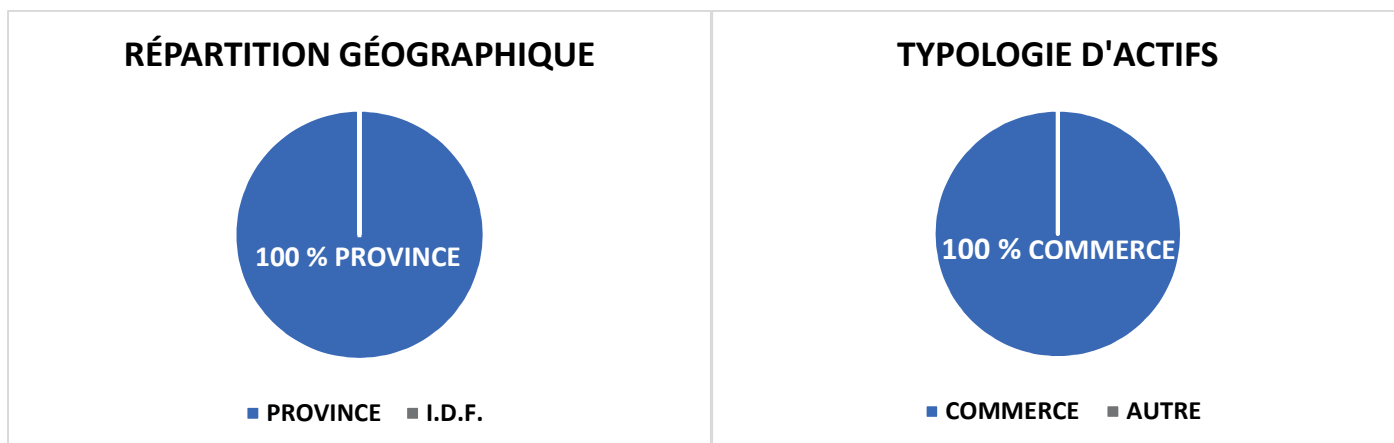 RÉPARTITION GÉOGRAPHIQUE
100 % PROVINCE
PROVINCE I.D.F.
TYPOLOGIE D'ACTIFS
100 % COMMERCE
COMMERCE AUTRE